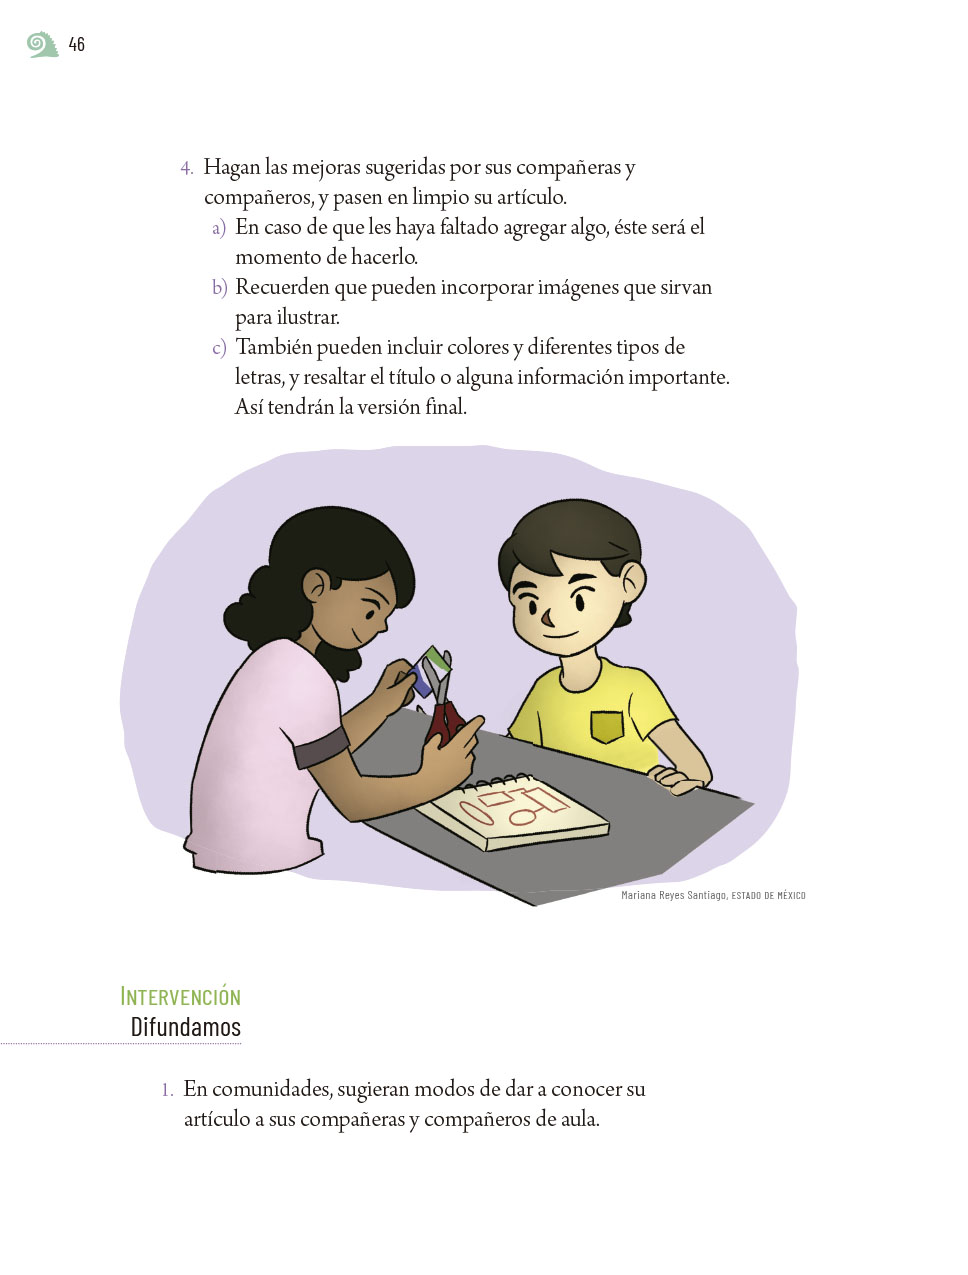 46
4. Hagan las mejoras sugeridas por sus compañeras y
compañeros, y pasen en limpio su artículo.
a) En caso de que les haya faltado agregar algo, éste será el
momento de hacerlo.
b) Recuerden que pueden incorporar imágenes que sirvan
para ilustrar.
c) También pueden incluir colores y diferentes tipos de
letras, y resaltar el título o alguna información importante.
Así tendrán la versión final.
Mariana Reyes Santiago, ESTADO DE MÉXICO
INTERVENCIÓN
Difundamos
1. En comunidades, sugieran modos de dar a conocer su
artículo a sus compañeras y compañeros de aula.